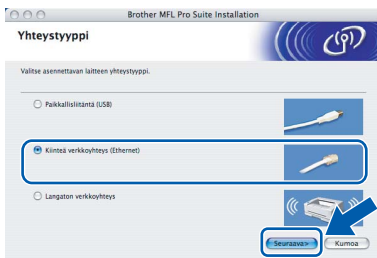 Brother MFL Pro Suite Installation
Yhteystyyppi
Valitse asennettavan laitteen yhteystyyppi.
Paikallisliitäntä (USB)
Kiinteä verkkoyhteys (Ethernet)
Langaton verkkoyhteys
Seuraava>
Kumoa